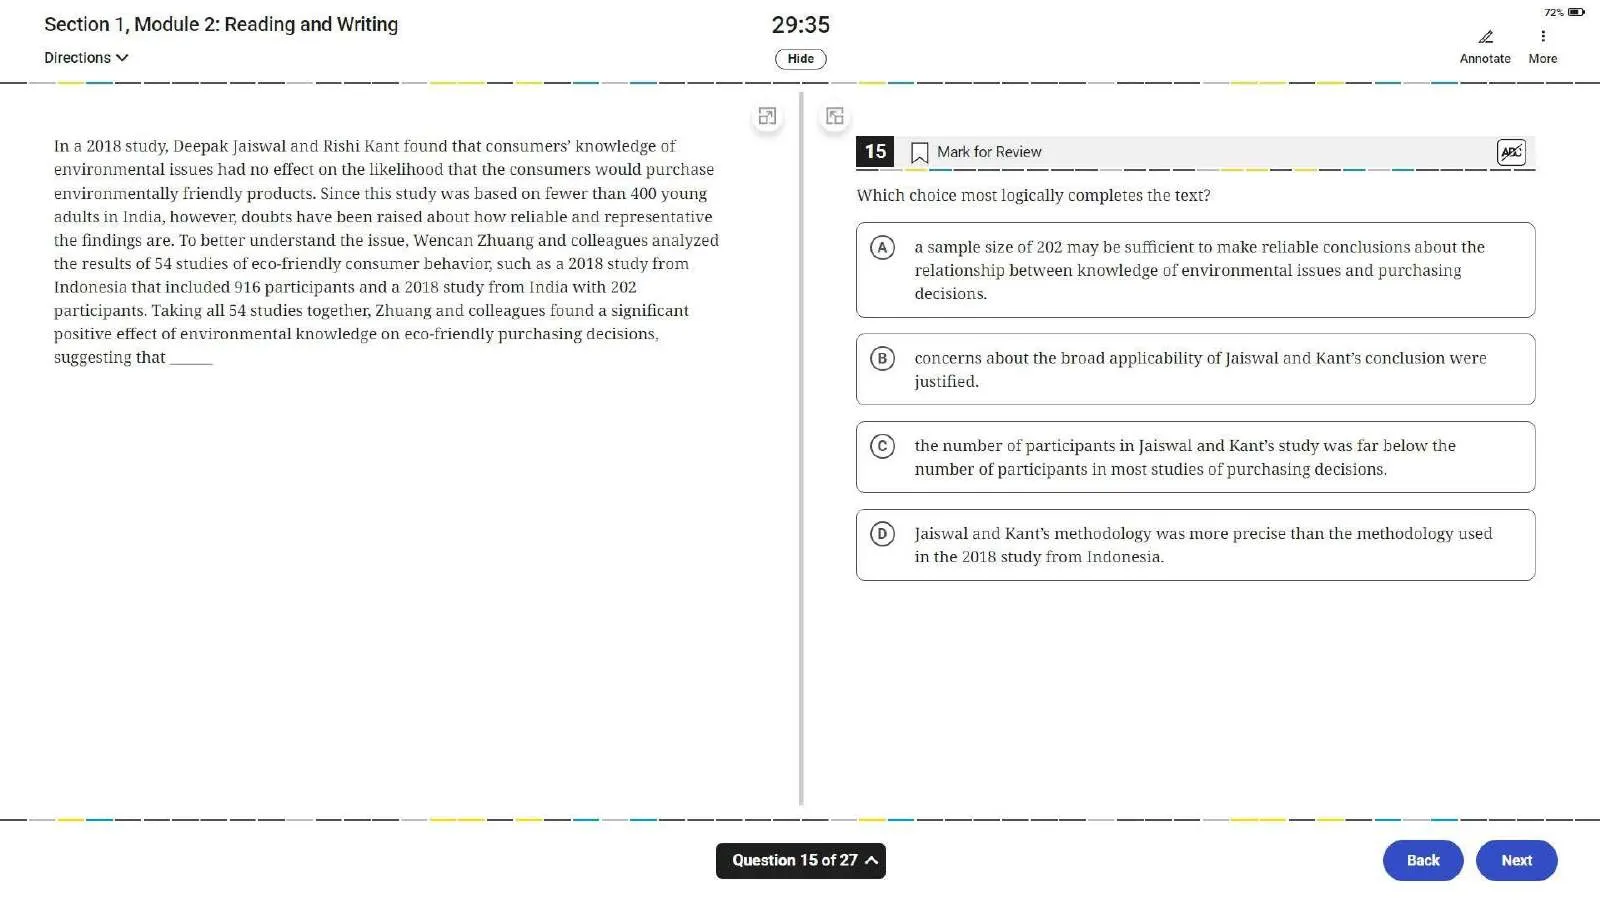 Section 1, Module 2: Reading and Writing
Directions
29:35
Hide
72%
Annotate
More
In a 2018 study, Deepak Jaiswal and Rishi Kant found that consumers’ knowledge of
environmental issues had no effect on the likelihood that the consumers would purchase
environmentally friendly products. Since this study was based on fewer than 400 young
adults in India, however, doubts have been raised about how reliable and representative
the findings are. To better understand the issue, Wencan Zhuang and colleagues analyzed
the results of 54 studies of eco-friendly consumer behavior, such as a 2018 study from
Indonesia that included 916 participants and a 2018 study from India with 202
participants. Taking all 54 studies together, Zhuang and colleagues found a significant
positive effect of environmental knowledge on eco-friendly purchasing decisions,
suggesting that ______
15
Mark for Review
ABC
Which choice most logically completes the text?
A
a sample size of 202 may be sufficient to make reliable conclusions about the
relationship between knowledge of environmental issues and purchasing
decisions.
B
concerns about the broad applicability of Jaiswal and Kant’s conclusion were
justified.
C
the number of participants in Jaiswal and Kant’s study was far below the
number of participants in most studies of purchasing decisions.
D
Jaiswal and Kant’s methodology was more precise than the methodology used
in the 2018 study from Indonesia.
Question 15 of 27
Back
Next